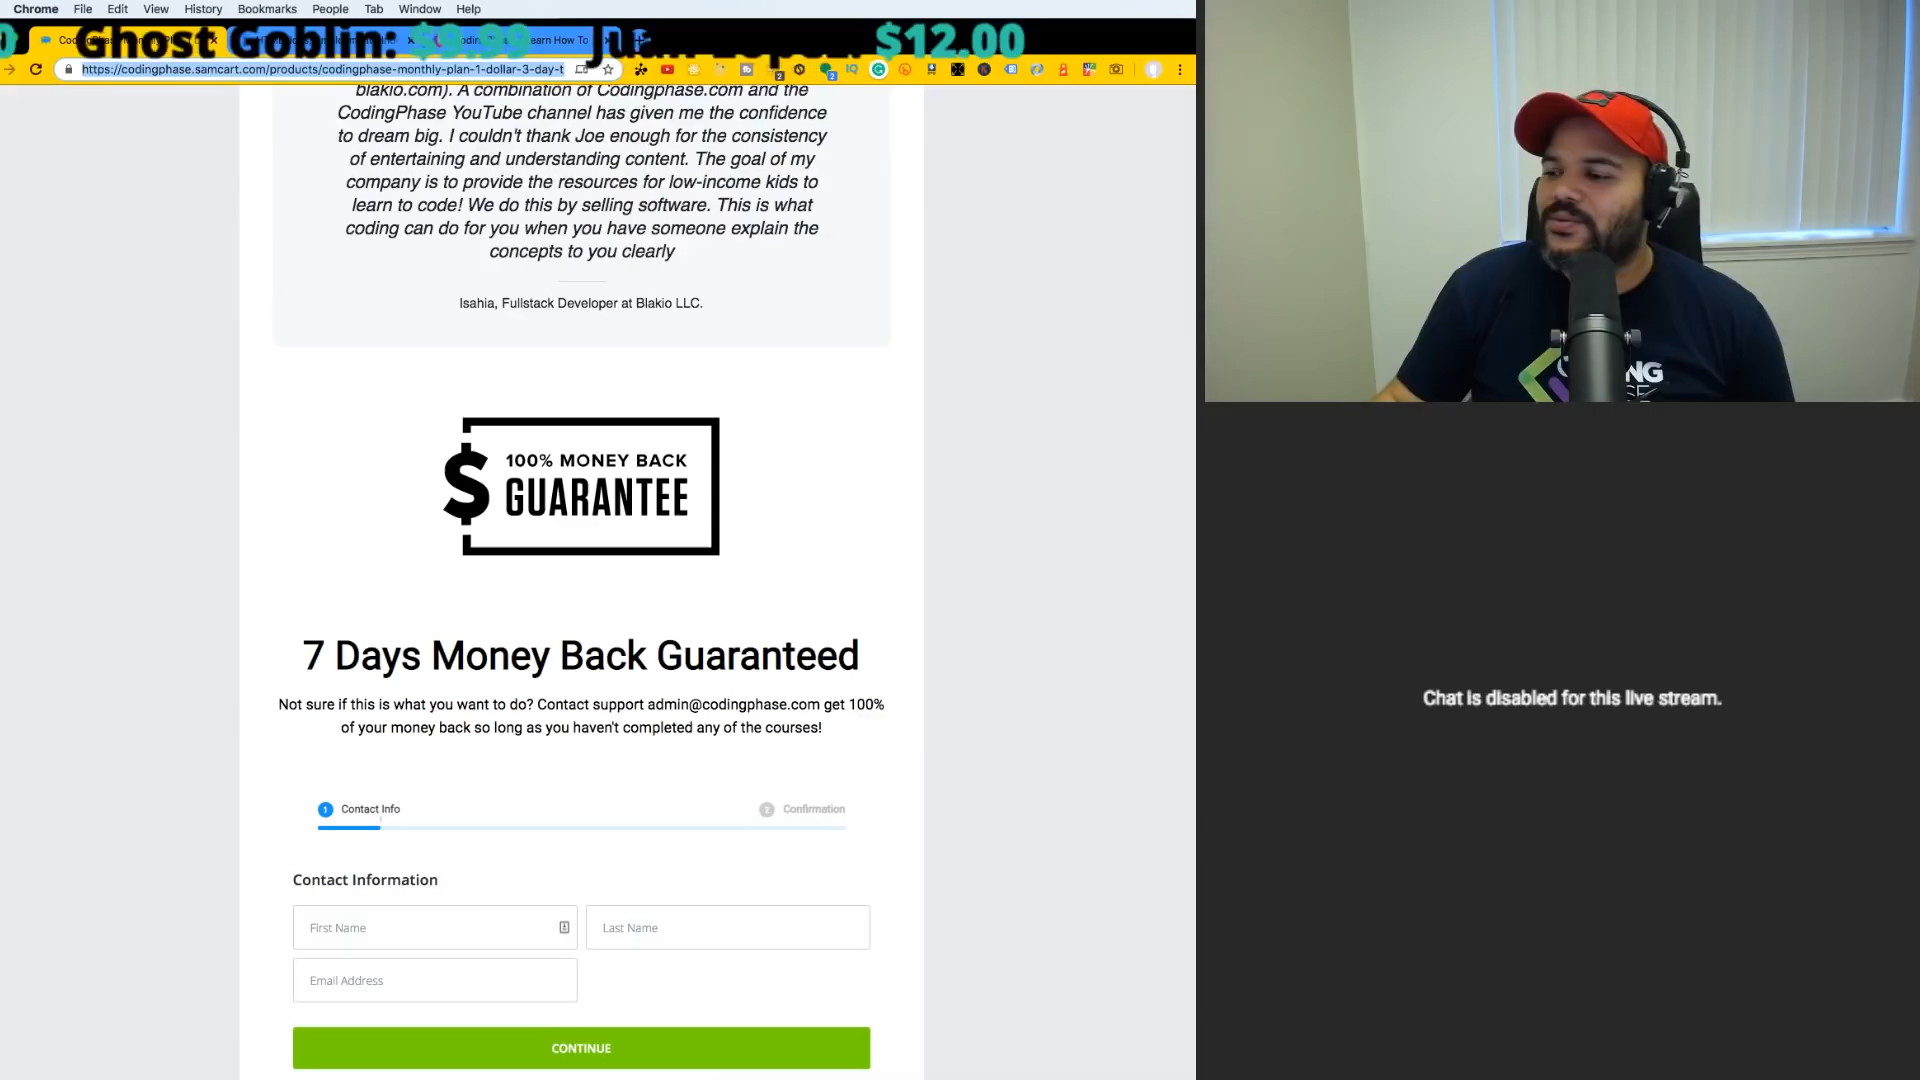 Chrome File Edit View History Bookmarks People Tab Window Help
Ghost Goblin: $9.99 $12.00
https://codingphase.samcart.com/products/codingphase-monthly-plan-1-dollar-3-day-t
blakio.com). A combination of Codingphase.com and the
CodingPhase YouTube channel has given me the confidence
to dream big. I couldn't thank Joe enough for the consistency
of entertaining and understanding content. The goal of my
company is to provide the resources for low-income kids to
learn to code! We do this by selling software. This is what
coding can do for you when you have someone explain the
concepts to you clearly
Isahia, Fullstack Developer at Blakio LLC.
$ 100% MONEY BACK
GUARANTEE
7 Days Money Back Guaranteed
Not sure if this is what you want to do? Contact support admin@codingphase.com get 100%
of your money back so long as you haven't completed any of the courses!
1 Contact Info
2 Confirmation
Contact Information
First Name
Last Name
Email Address
CONTINUE
Chat is disabled for this live stream.